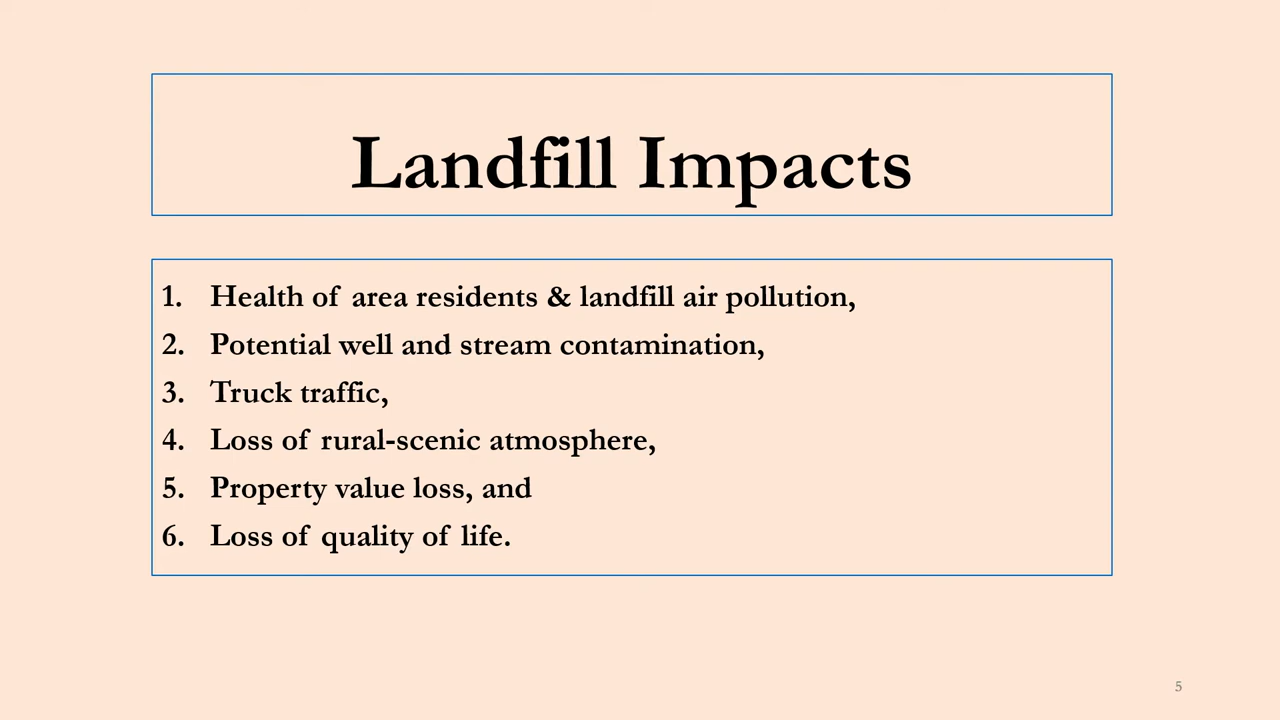 Landfill Impacts
1. Health of area residents & landfill air pollution,
2. Potential well and stream contamination,
3. Truck traffic,
4. Loss of rural-scenic atmosphere,
5. Property value loss, and
6. Loss of quality of life.
5